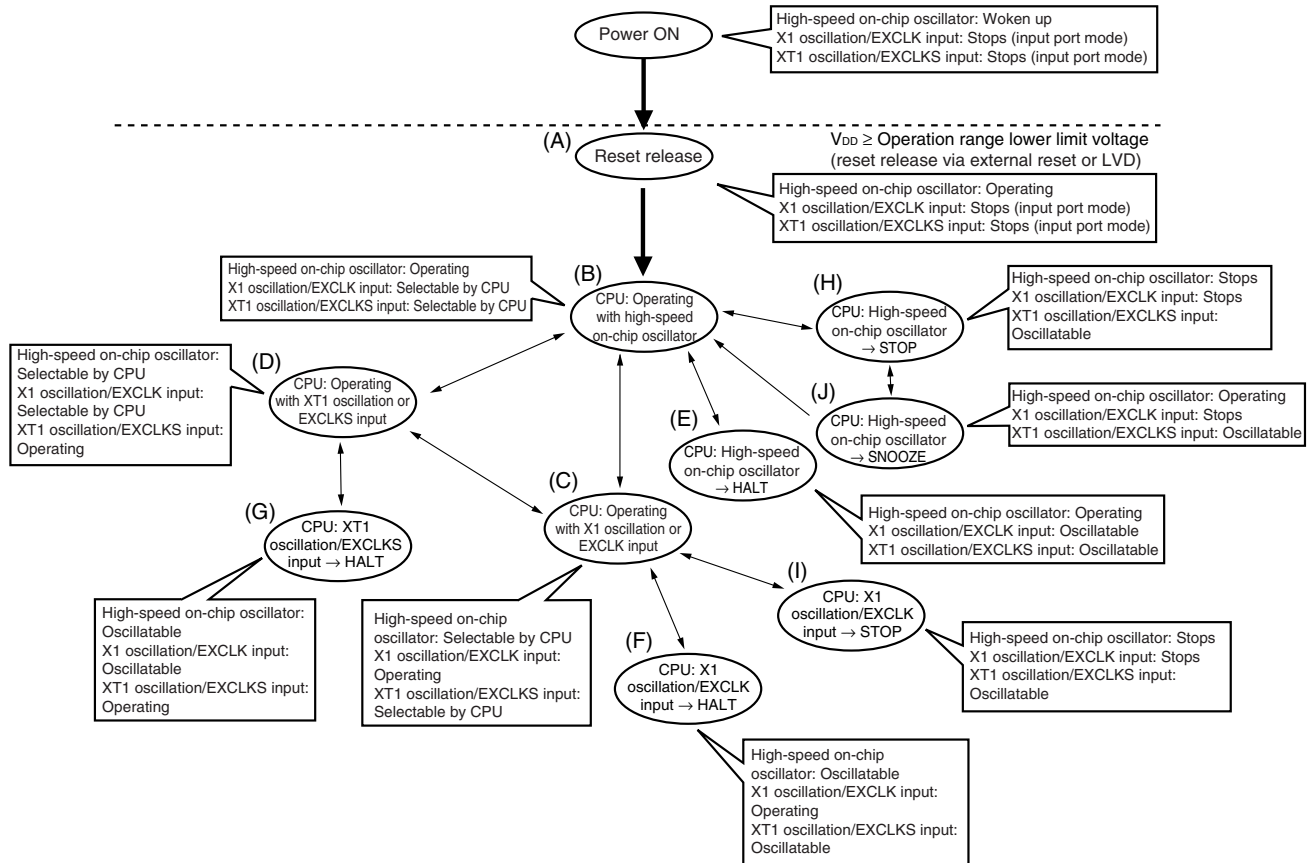 Power ON
High-speed on-chip oscillator: Woken up
X1 oscillation/EXCLK input: Stops (input port mode)
XT1 oscillation/EXCLKS input: Stops (input port mode)
(A)
Reset release
VDD ≥ Operation range lower limit voltage
(reset release via external reset or LVD)
High-speed on-chip oscillator: Operating
X1 oscillation/EXCLK input: Stops (input port mode)
XT1 oscillation/EXCLKS input: Stops (input port mode)
High-speed on-chip oscillator: Operating
X1 oscillation/EXCLK input: Selectable by CPU
XT1 oscillation/EXCLKS input: Selectable by CPU
(B)
CPU: Operating
with high-speed
on-chip oscillator
(H)
CPU: High-speed
on-chip oscillator
→ STOP
High-speed on-chip oscillator: Stops
X1 oscillation/EXCLK input: Stops
XT1 oscillation/EXCLKS input:
Oscillatable
High-speed on-chip oscillator:
Selectable by CPU
X1 oscillation/EXCLK input:
Selectable by CPU
XT1 oscillation/EXCLKS input:
Operating
(D)
CPU: Operating
with XT1 oscillation or
EXCLKS input
(J)
CPU: High-speed
on-chip oscillator
→ SNOOZE
High-speed on-chip oscillator: Operating
X1 oscillation/EXCLK input: Stops
XT1 oscillation/EXCLKS input: Oscillatable
(E)
CPU: High-speed
on-chip oscillator
→ HALT
High-speed on-chip oscillator: Operating
X1 oscillation/EXCLK input: Oscillatable
XT1 oscillation/EXCLKS input: Oscillatable
(C)
CPU: Operating
with X1 oscillation or
EXCLK input
(G)
CPU: XT1
oscillation/EXCLKS
input → HALT
High-speed on-chip oscillator:
Oscillatable
X1 oscillation/EXCLK input:
Oscillatable
XT1 oscillation/EXCLKS input:
Operating
High-speed on-chip
oscillator: Selectable by CPU
X1 oscillation/EXCLK input:
Operating
XT1 oscillation/EXCLKS input:
Selectable by CPU
(I)
CPU: X1
oscillation/EXCLK
input → STOP
High-speed on-chip oscillator: Stops
X1 oscillation/EXCLK input: Stops
XT1 oscillation/EXCLKS input:
Oscillatable
(F)
CPU: X1
oscillation/EXCLK
input → HALT
High-speed on-chip
oscillator: Oscillatable
X1 oscillation/EXCLK input:
Operating
XT1 oscillation/EXCLKS input:
Oscillatable